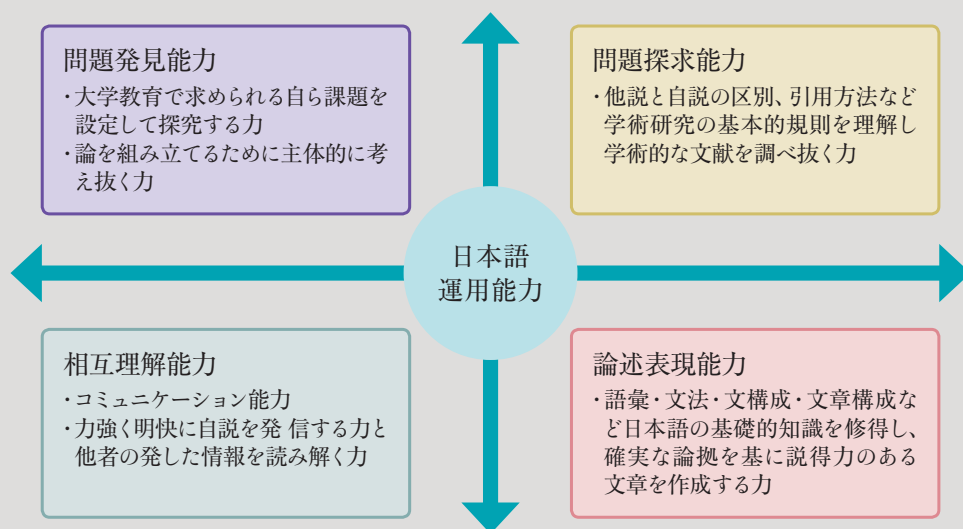 問題発見能力
・大学教育で求められる自ら課題を
設定して探究する力
・論を組み立てるために主体的に考
え抜く力
問題探求能力
・他説と自説の区別、引用方法など
学術研究の基本的規則を理解し
学術的な文献を調べ抜く力
日本語
運用能力
相互理解能力
・コミュニケーション能力
・力強く明快に自説を発 信する力と
他者の発した情報を読み解く力
論述表現能力
・語彙・文法・文構成・文章構成な
ど日本語の基礎的知識を修得し、
確実な論拠を基に説得力のある
文章を作成する力